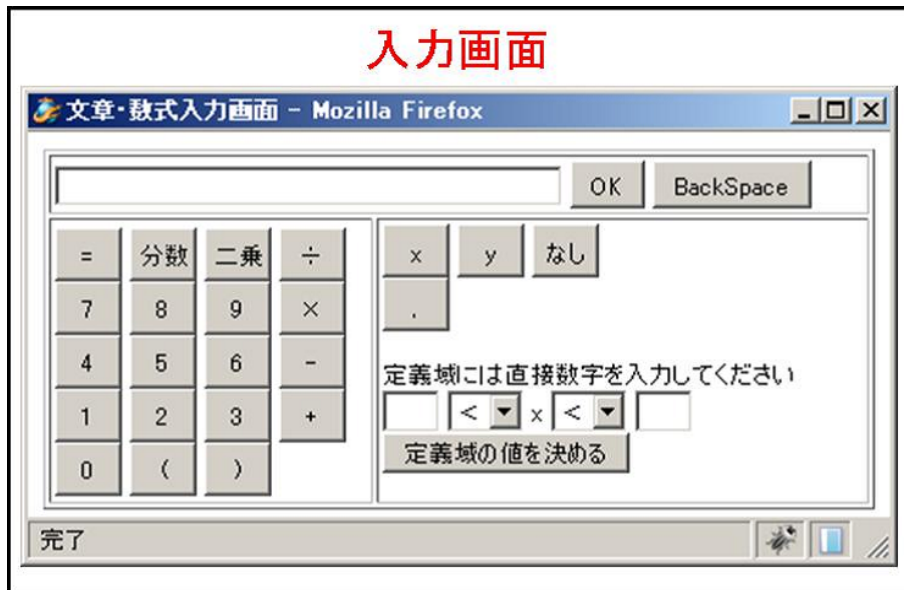 入力画面
文章・数式入力画面 - Mozilla Firefox
OK BackSpace
= 分数 二乗 ÷
7 8 9 ×
4 5 6 -
1 2 3 +
0 ( )
x y なし
.
定義域には直接数字を入力してください
< x <
定義域の値を決める
完了